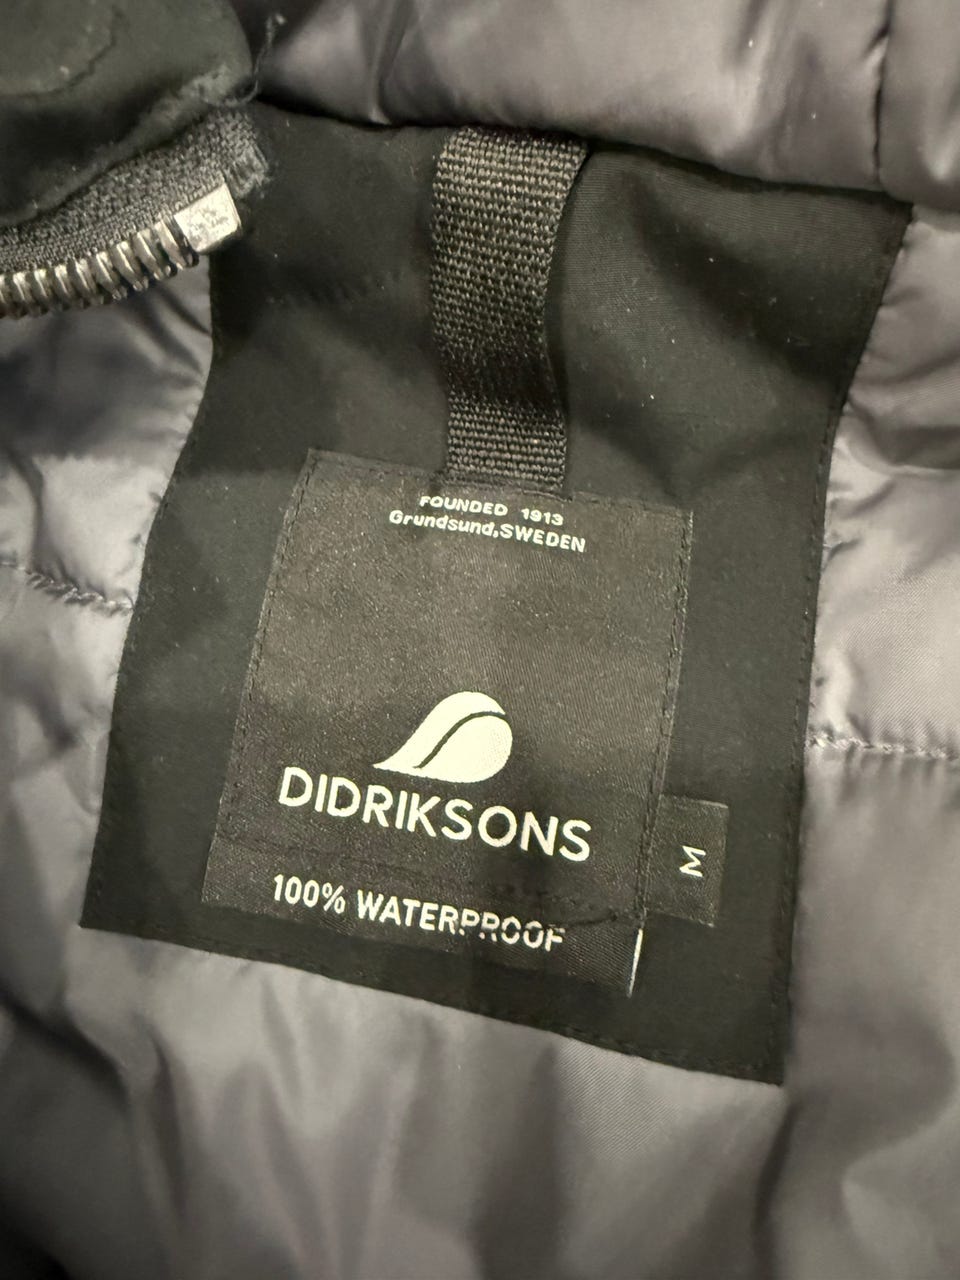 FOUNDED 1913
Grundsund,SWEDEN
DIDRIKSONS
M
100% WATERPROOF